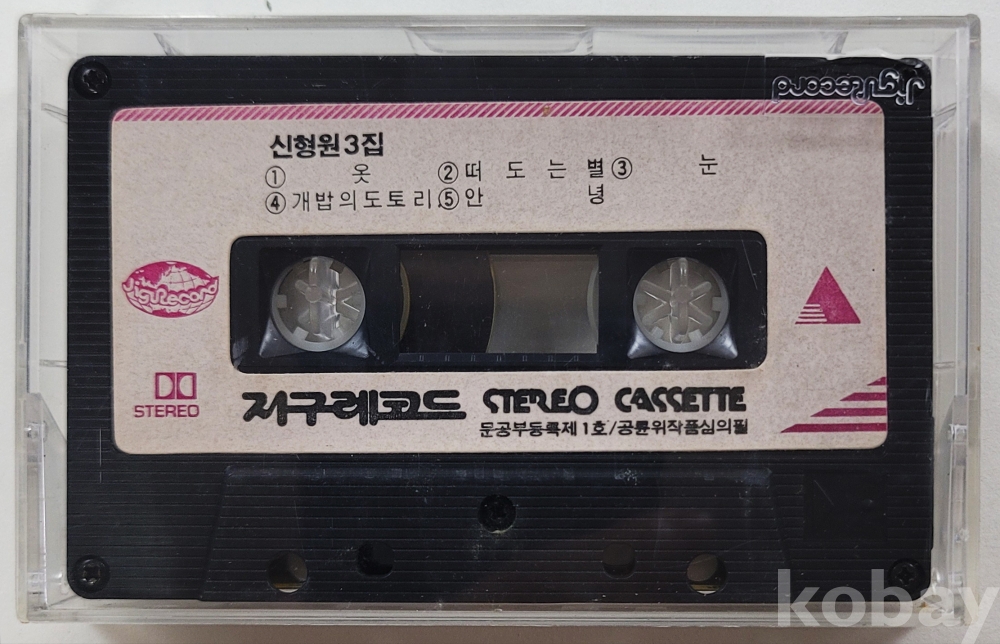 JiguRecord
신형원3집
① 옷 ② 떠 도 는 별 ③ 눈
④ 개밥의도토리 ⑤ 안 녕
JiguRecord
STEREO
지구레코드 STEREO CASSETTE
문공부등록제1호/공륜위작품심의필
kobay